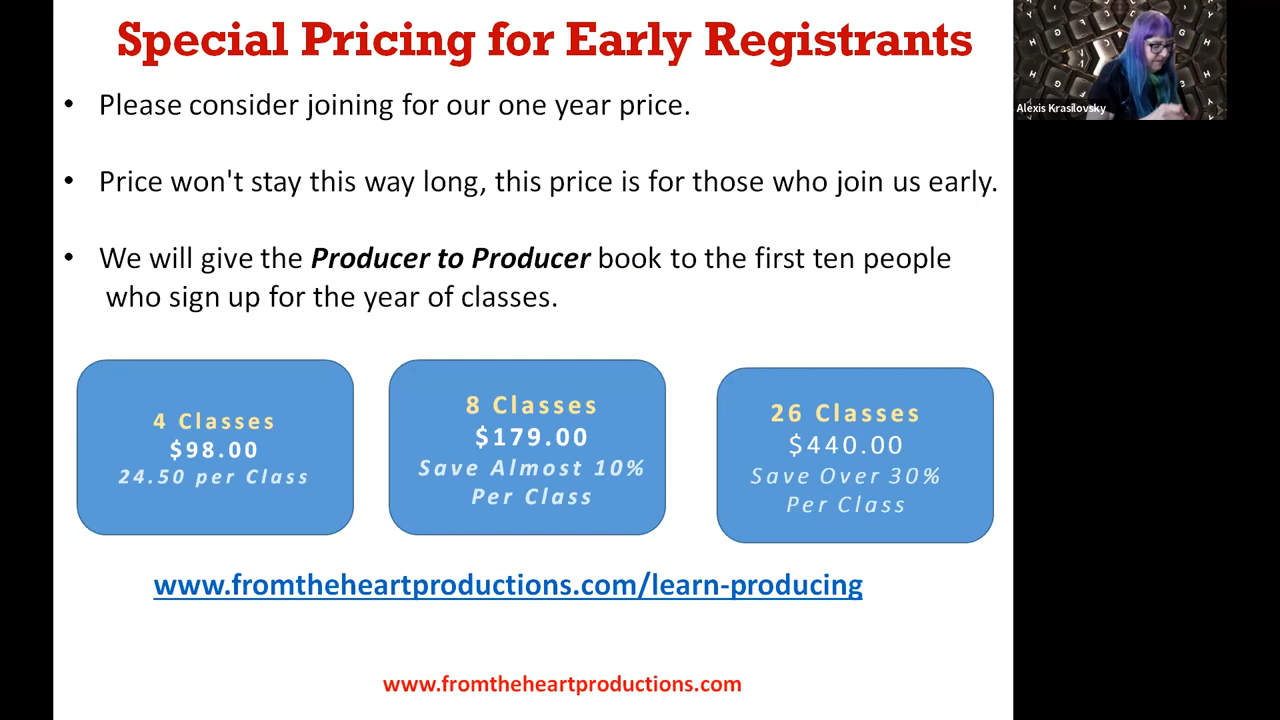 Special Pricing for Early Registrants
• Please consider joining for our one year price.
• Price won't stay this way long, this price is for those who join us early.
• We will give the Producer to Producer book to the first ten people
who sign up for the year of classes.
4 Classes
$98.00
24.50 per Class
8 Classes
$179.00
Save Almost 10%
Per Class
26 Classes
$440.00
Save Over 30%
Per Class
www.fromtheheartproductions.com/learn-producing
www.fromtheheartproductions.com
Alexis Krasilovsky